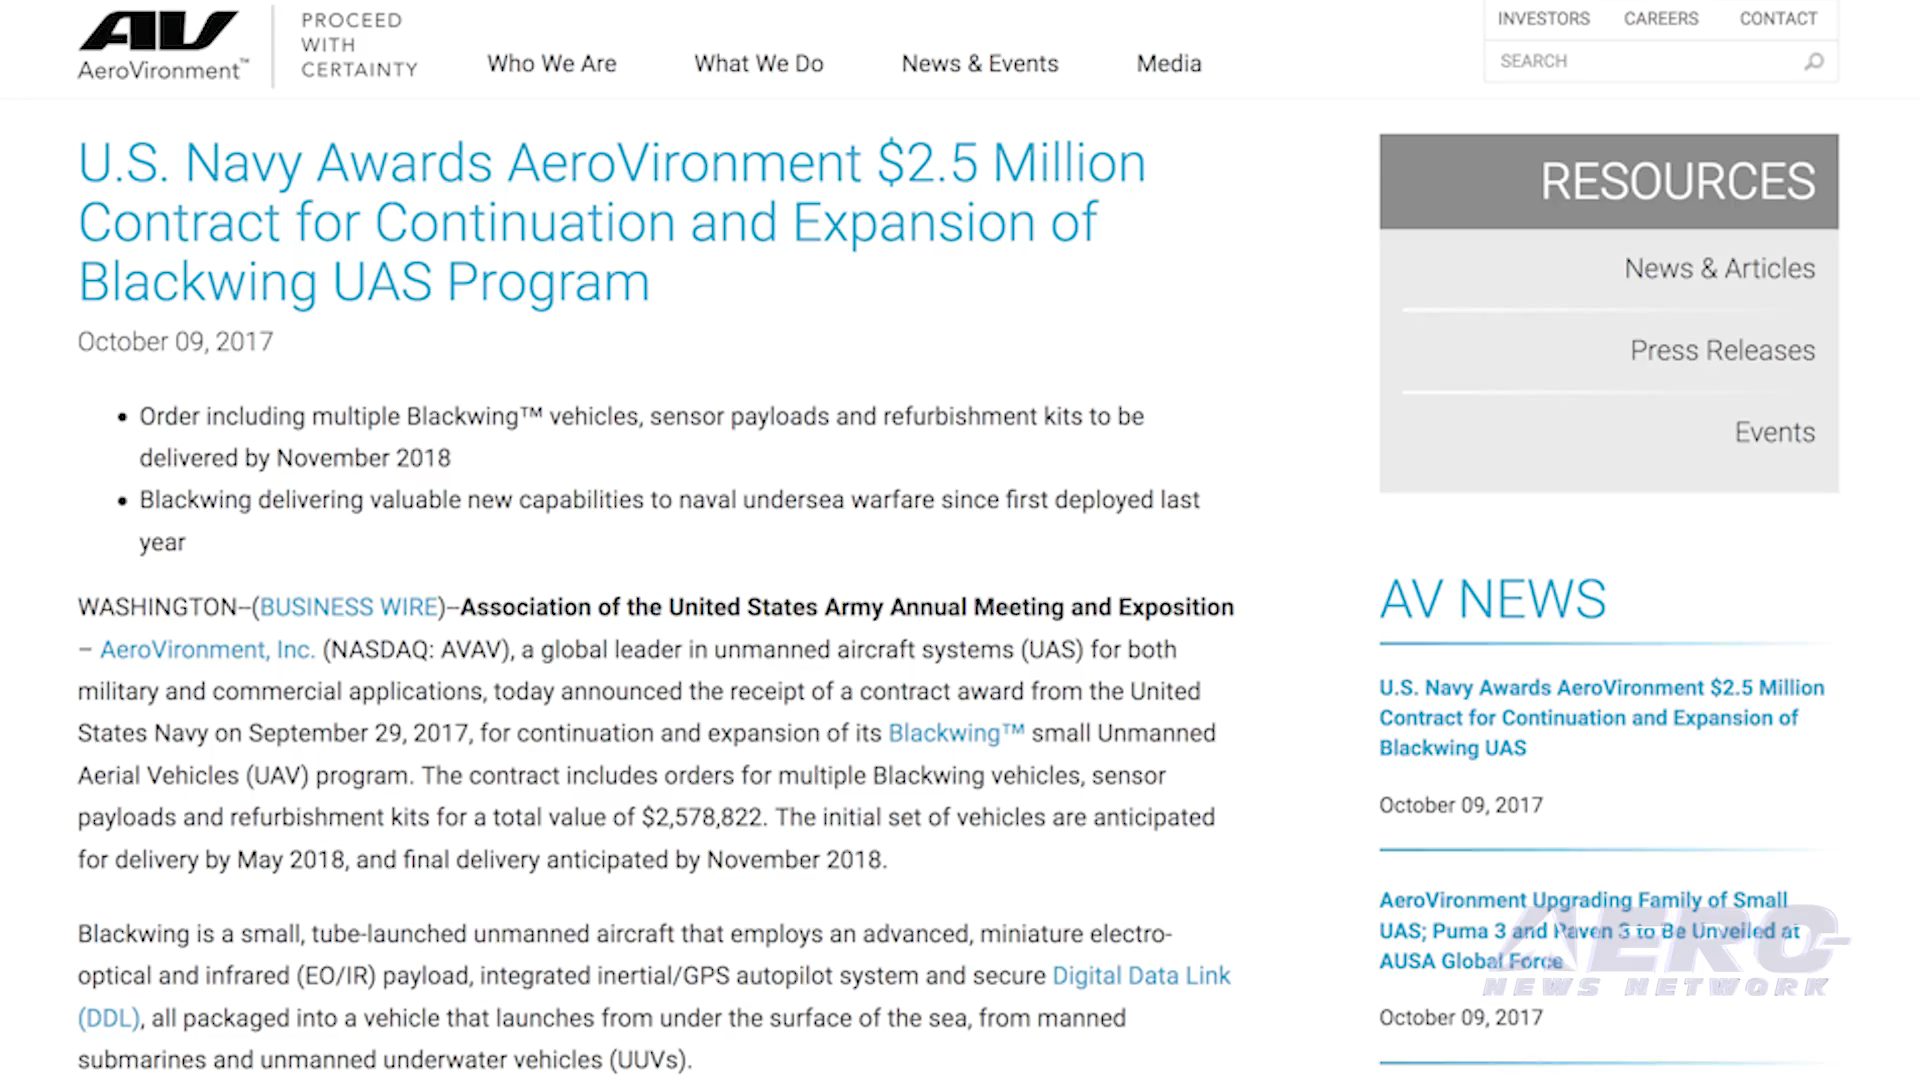 AV
AeroVironment™
PROCEED
WITH
CERTAINTY
Who We Are
What We Do
News & Events
Media
INVESTORS
CAREERS
CONTACT
SEARCH
U.S. Navy Awards AeroVironment $2.5 Million
Contract for Continuation and Expansion of
Blackwing UAS Program
October 09, 2017
• Order including multiple Blackwing™ vehicles, sensor payloads and refurbishment kits to be
delivered by November 2018
• Blackwing delivering valuable new capabilities to naval undersea warfare since first deployed last
year
WASHINGTON--(BUSINESS WIRE)--Association of the United States Army Annual Meeting and Exposition
– AeroVironment, Inc. (NASDAQ: AVAV), a global leader in unmanned aircraft systems (UAS) for both
military and commercial applications, today announced the receipt of a contract award from the United
States Navy on September 29, 2017, for continuation and expansion of its Blackwing™ small Unmanned
Aerial Vehicles (UAV) program. The contract includes orders for multiple Blackwing vehicles, sensor
payloads and refurbishment kits for a total value of $2,578,822. The initial set of vehicles are anticipated
for delivery by May 2018, and final delivery anticipated by November 2018.
Blackwing is a small, tube-launched unmanned aircraft that employs an advanced, miniature electro-
optical and infrared (EO/IR) payload, integrated inertial/GPS autopilot system and secure Digital Data Link
(DDL), all packaged into a vehicle that launches from under the surface of the sea, from manned
submarines and unmanned underwater vehicles (UUVs).
RESOURCES
News & Articles
Press Releases
Events
AV NEWS
U.S. Navy Awards AeroVironment $2.5 Million
Contract for Continuation and Expansion of
Blackwing UAS
October 09, 2017
AeroVironment Upgrading Family of Small
UAS; Puma 3 and Raven 3 to Be Unveiled at
AUSA Global Force
October 09, 2017
AERO-
NEWS NETWORK